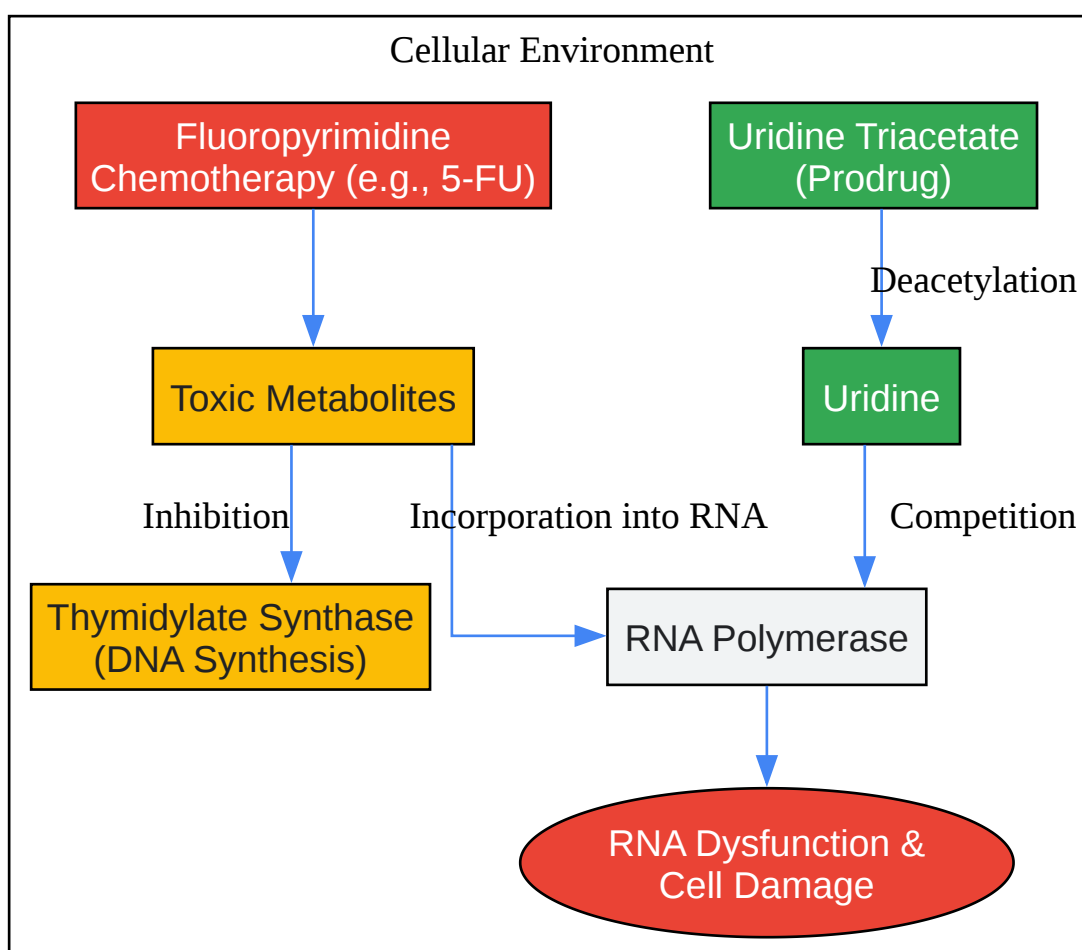 Cellular Environment
Fluoropyrimidine
Chemotherapy (e.g., 5-FU)
Uridine Triacetate
(Prodrug)
Deacetylation
Toxic Metabolites
Uridine
Inhibition
Incorporation into RNA
Competition
Thymidylate Synthase
(DNA Synthesis)
RNA Polymerase
RNA Dysfunction &
Cell Damage